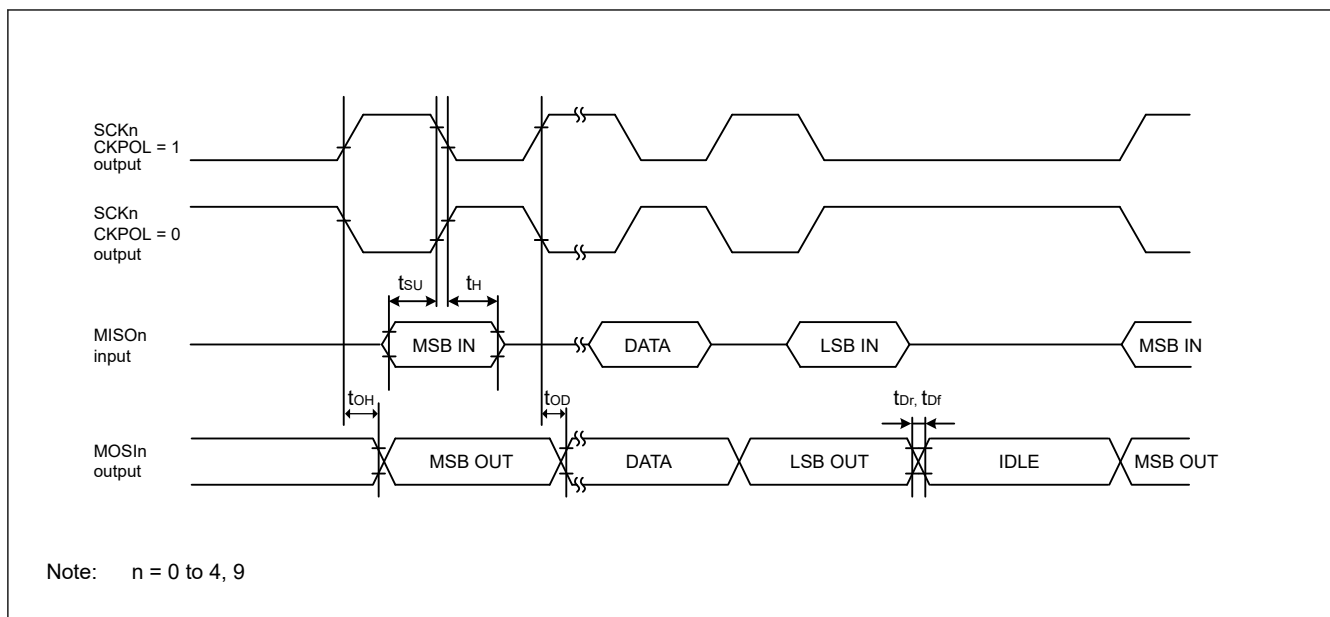 SCKn
CKPOL = 1
output
SCKn
CKPOL = 0
output
tSU
tH
MISOn
input
MSB IN
DATA
LSB IN
MSB IN
tOH
tOD
tDr, tDf
MOSIn
output
MSB OUT
DATA
LSB OUT
IDLE
MSB OUT
Note: n = 0 to 4, 9